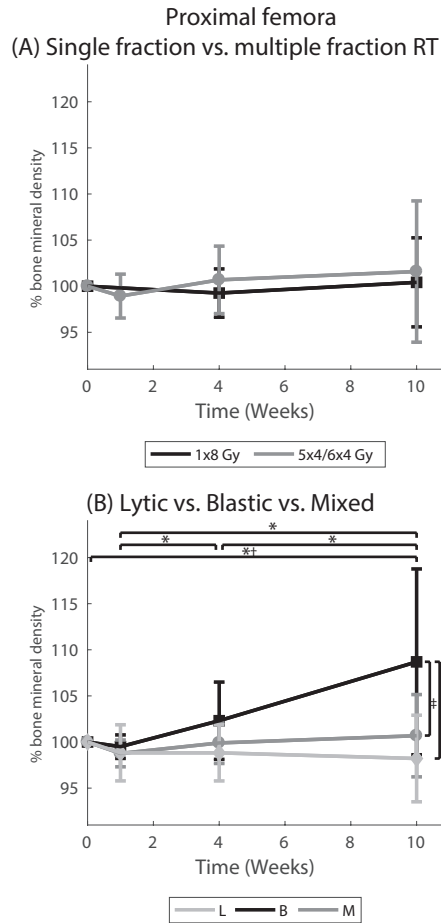 Proximal femora
(A) Single fraction vs. multiple fraction RT
% bone mineral density
120
115
110
105
100
95
0 2 4 6 8 10
Time (Weeks)
1x8 Gy 5x4/6x4 Gy
(B) Lytic vs. Blastic vs. Mixed
% bone mineral density
*
* *
*†
120
115
110
105
100
95
‡
0 2 4 6 8 10
Time (Weeks)
L B M